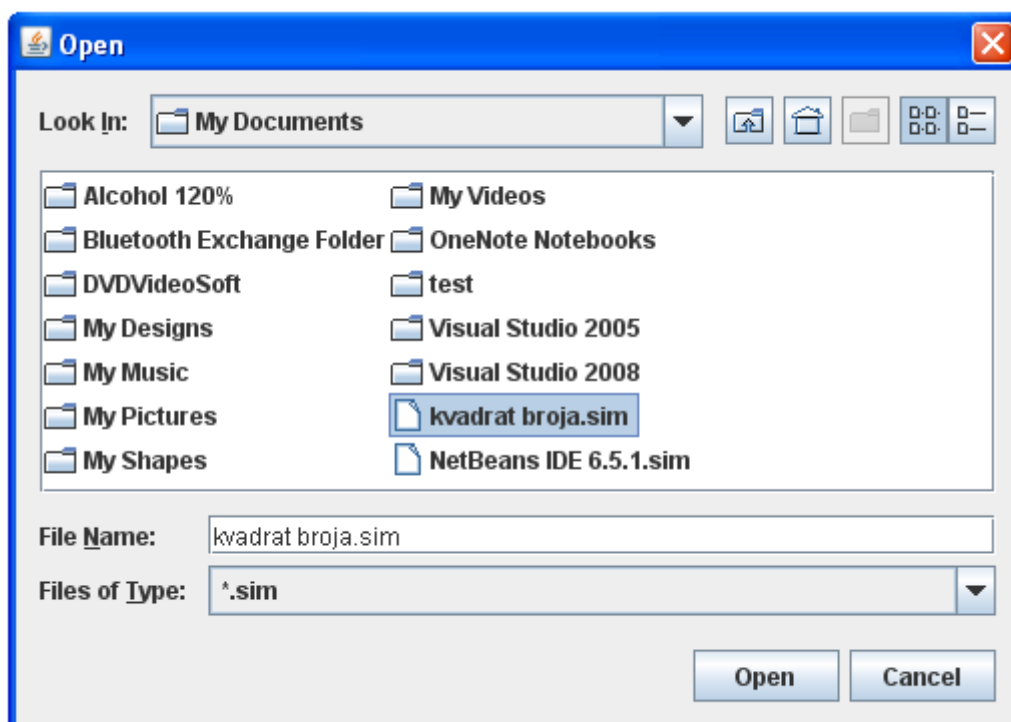 Open
Look In: My Documents
Alcohol 120% My Videos
Bluetooth Exchange Folder OneNote Notebooks
DVDVideoSoft test
My Designs Visual Studio 2005
My Music Visual Studio 2008
My Pictures kvadrat broja.sim
My Shapes NetBeans IDE 6.5.1.sim
File Name: kvadrat broja.sim
Files of Type: *.sim
Open Cancel